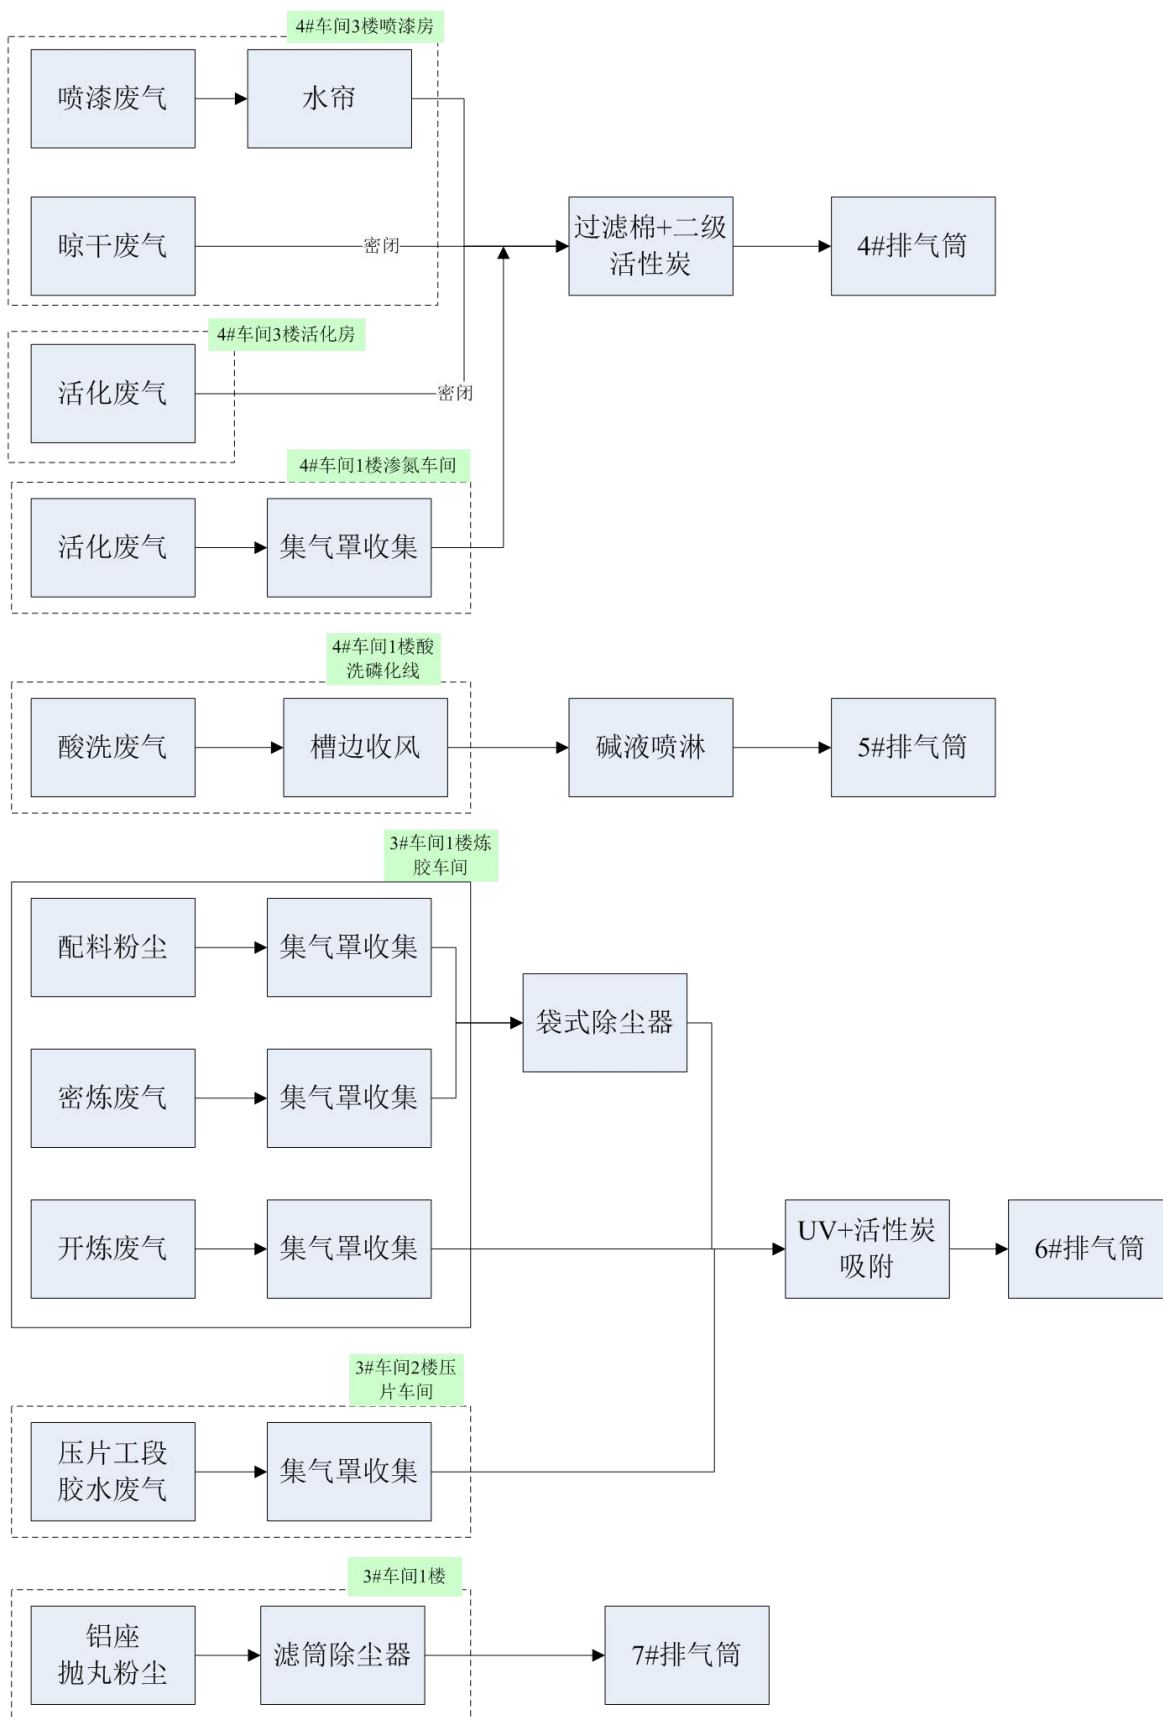 4#车间3楼喷漆房
喷漆废气
水帘
晾干废气
密闭
过滤棉+二级
活性炭
4#排气筒
4#车间3楼活化房
活化废气
密闭
4#车间1楼渗氮车间
活化废气
集气罩收集
4#车间1楼酸
洗磷化线
酸洗废气
槽边收风
碱液喷淋
5#排气筒
3#车间1楼炼
胶车间
配料粉尘
集气罩收集
袋式除尘器
密炼废气
集气罩收集
开炼废气
集气罩收集
UV+活性炭
吸附
6#排气筒
3#车间2楼压
片车间
压片工段
胶水废气
集气罩收集
3#车间1楼
铝座
抛丸粉尘
滤筒除尘器
7#排气筒